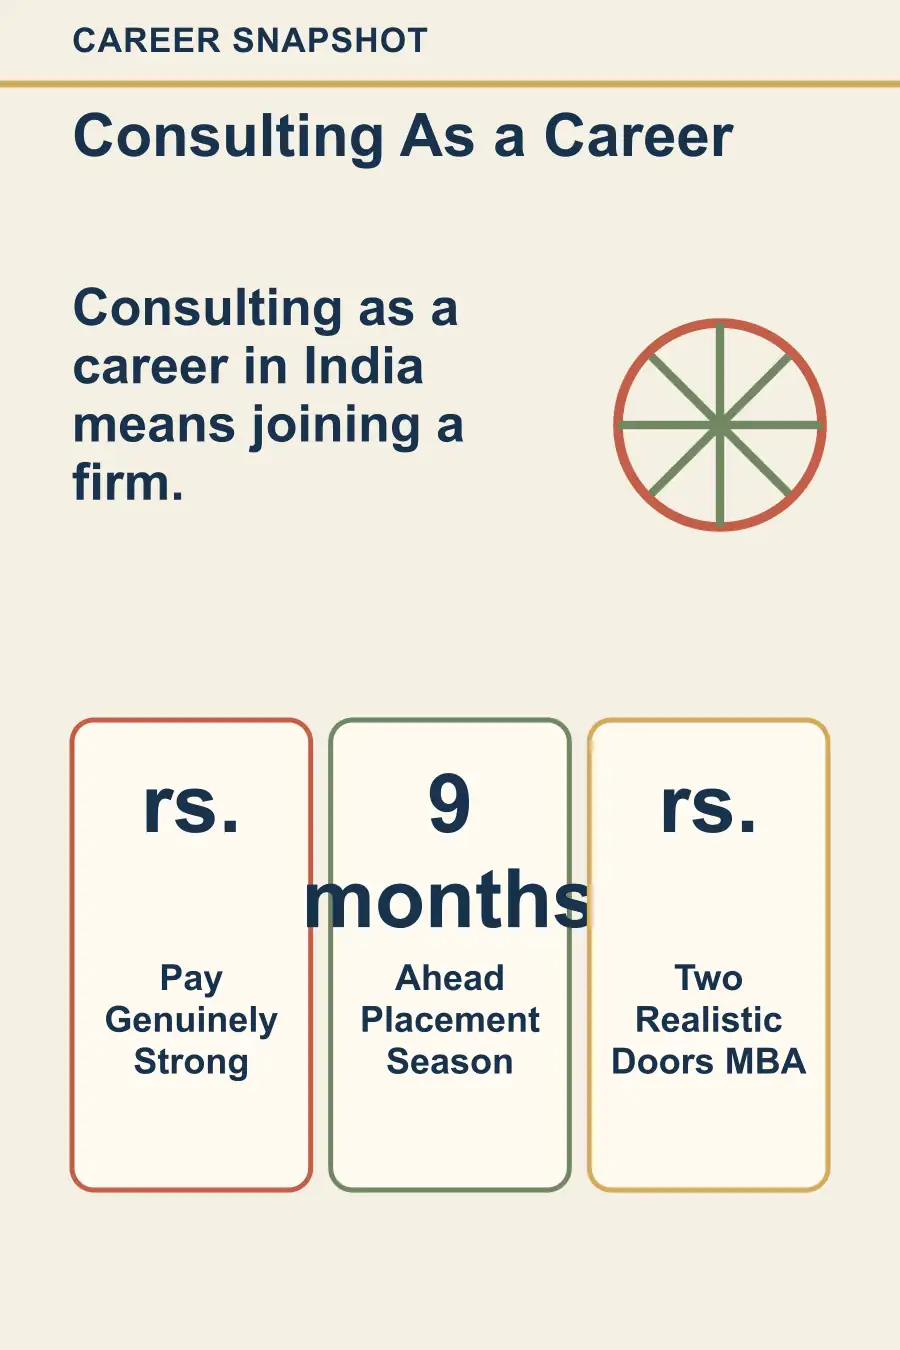 CAREER SNAPSHOT
Consulting As a Career
Consulting as a
career in India
means joining a
firm.
rs.
Pay
Genuinely
Strong
9
months
Ahead
Placement
Season
rs.
Two
Realistic
Doors MBA